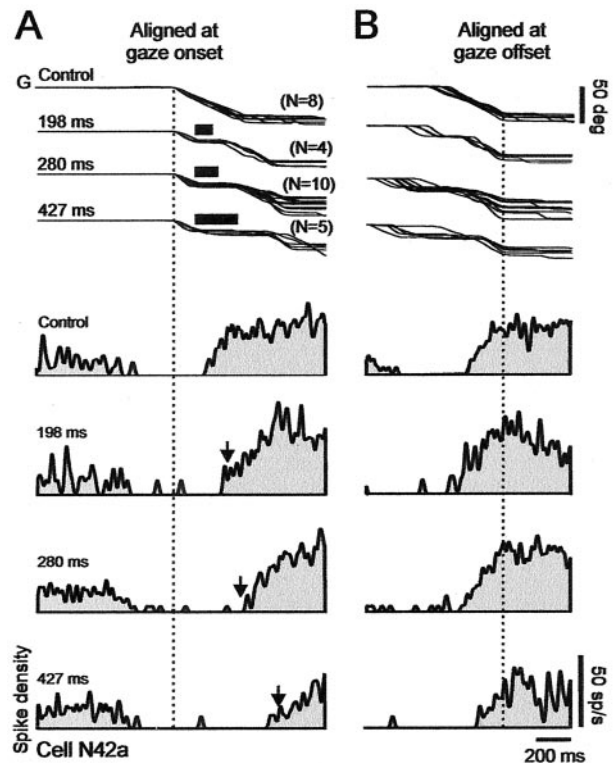 A
Aligned at
gaze onset
B
Aligned at
gaze offset
G
Control
(N=8)
198 ms
(N=4)
280 ms
(N=10)
427 ms
(N=5)
50 deg
Control
198 ms
280 ms
427 ms
Spike density
Cell N42a
50 sp/s
200 ms